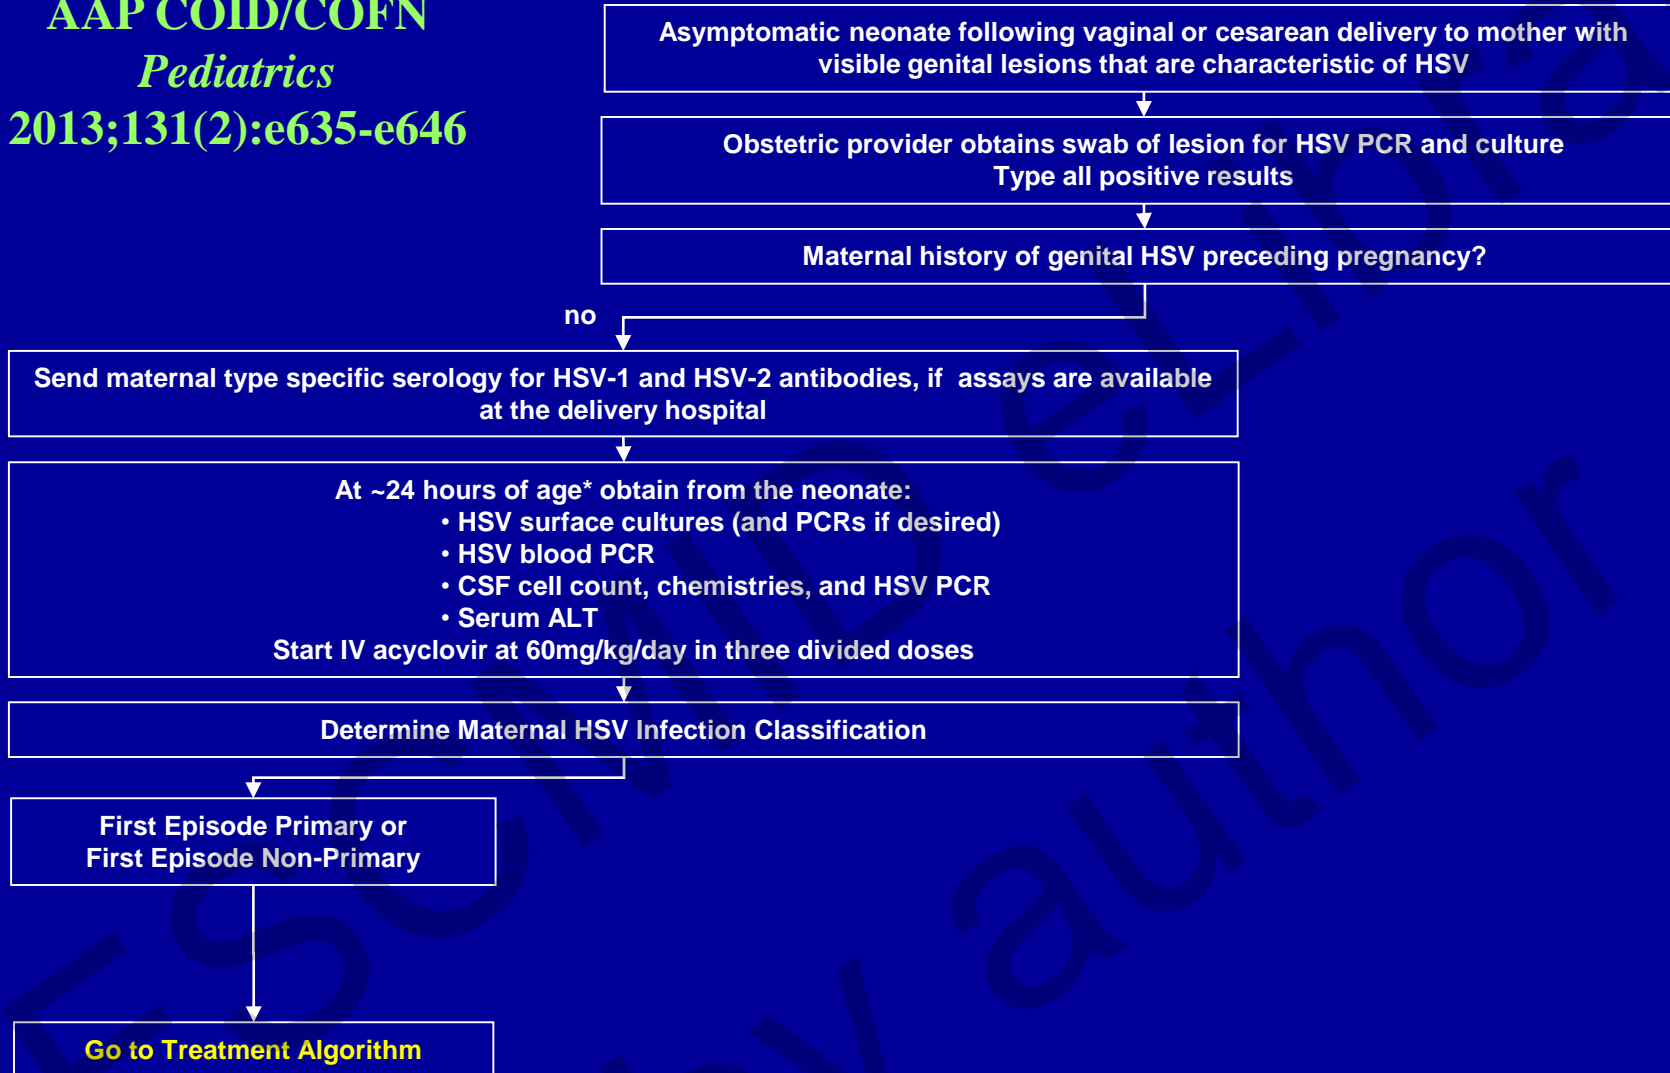 AAP COID/COFN
Pediatrics
2013;131(2):e635-e646
Asymptomatic neonate following vaginal or cesarean delivery to mother with
visible genital lesions that are characteristic of HSV
Obstetric provider obtains swab of lesion for HSV PCR and culture
Type all positive results
Maternal history of genital HSV preceding pregnancy?
no
Send maternal type specific serology for HSV-1 and HSV-2 antibodies, if assays are available
at the delivery hospital
At ~24 hours of age* obtain from the neonate:
• HSV surface cultures (and PCRs if desired)
• HSV blood PCR
• CSF cell count, chemistries, and HSV PCR
• Serum ALT
Start IV acyclovir at 60mg/kg/day in three divided doses
Determine Maternal HSV Infection Classification
First Episode Primary or
First Episode Non-Primary
Go to Treatment Algorithm
ESCMID eLibra
by author